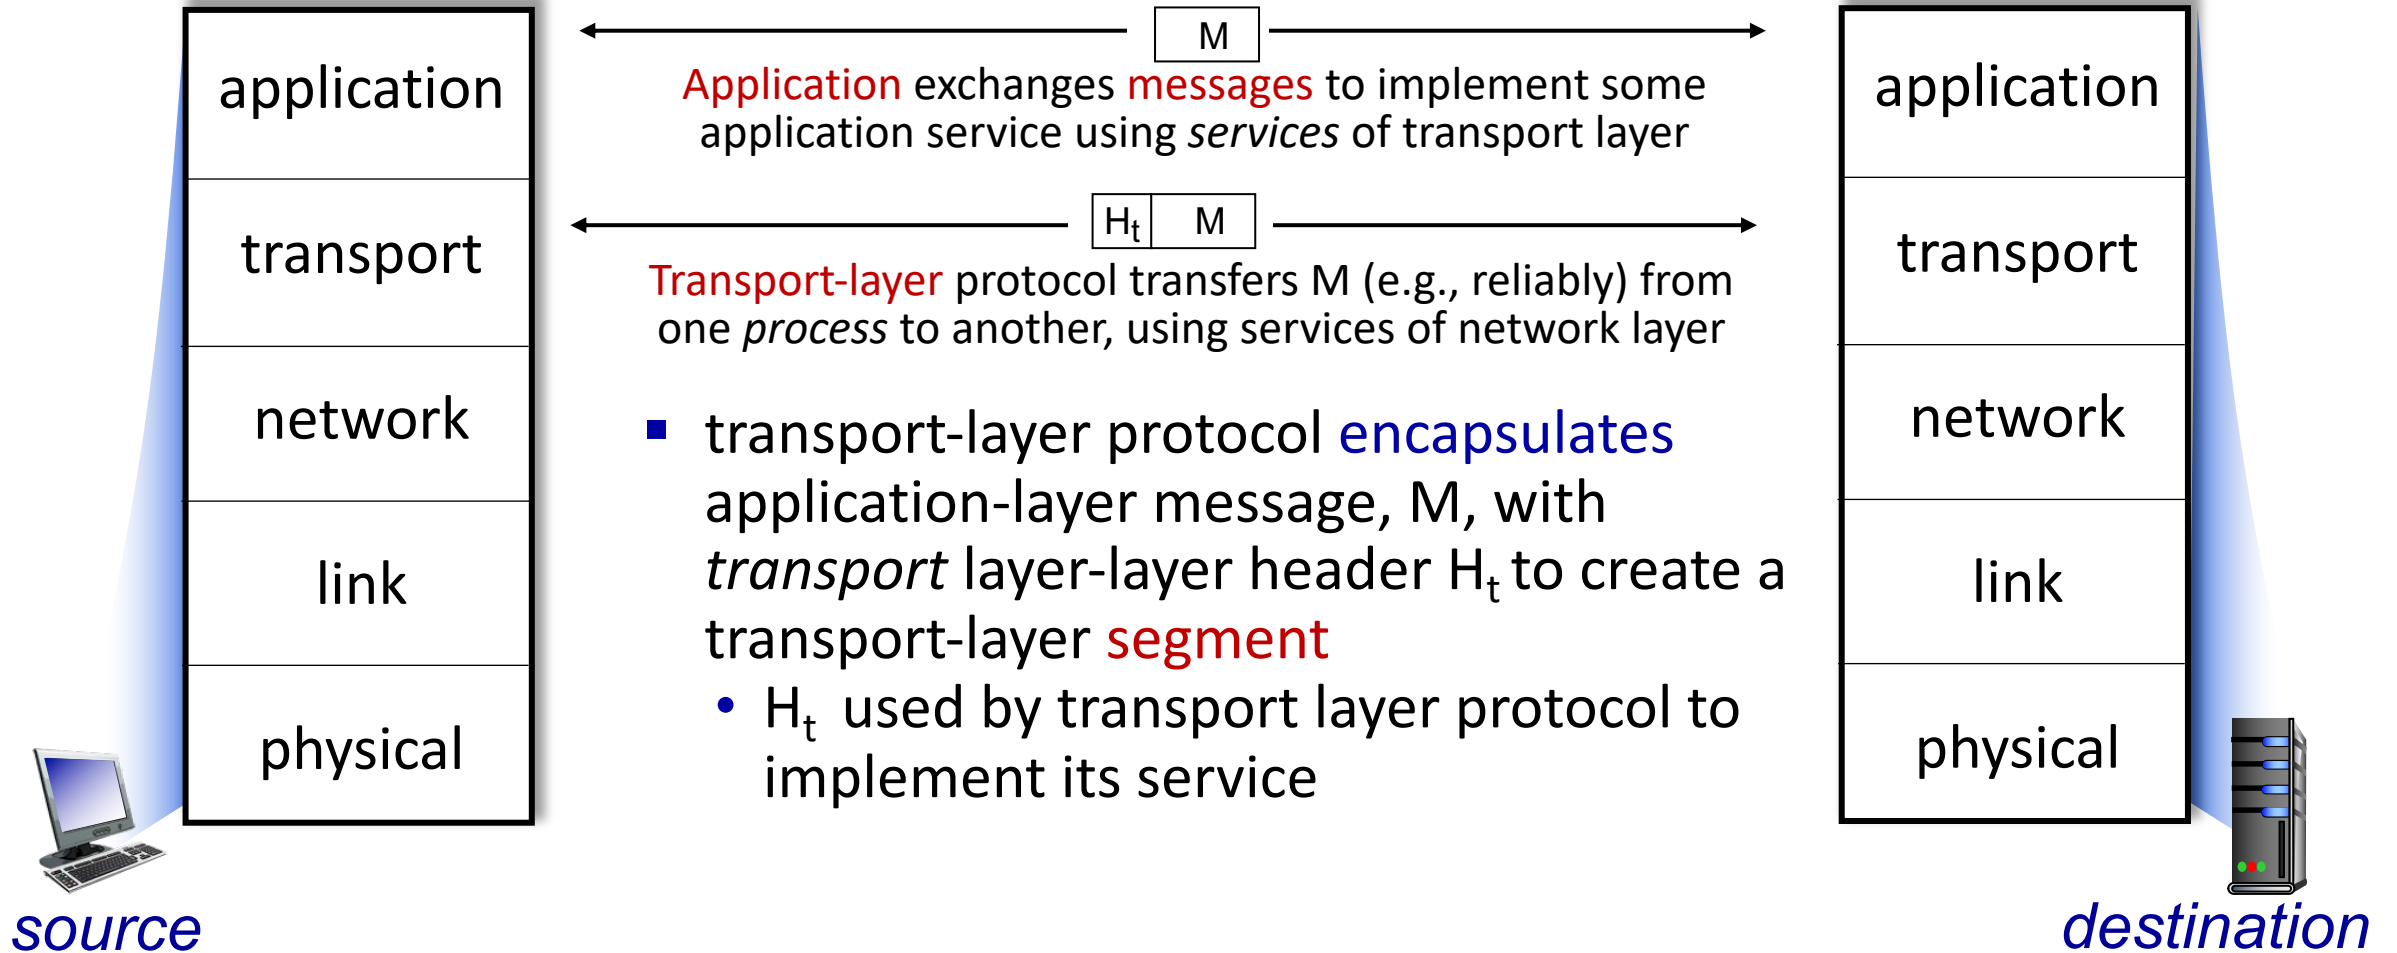 application
transport
network
link
physical
source
M
Application exchanges messages to implement some
application service using services of transport layer
Ht M
Transport-layer protocol transfers M (e.g., reliably) from
one process to another, using services of network layer
▪ transport-layer protocol encapsulates
application-layer message, M, with
transport layer-layer header Ht to create a
transport-layer segment
• Ht used by transport layer protocol to
implement its service
application
transport
network
link
physical
destination